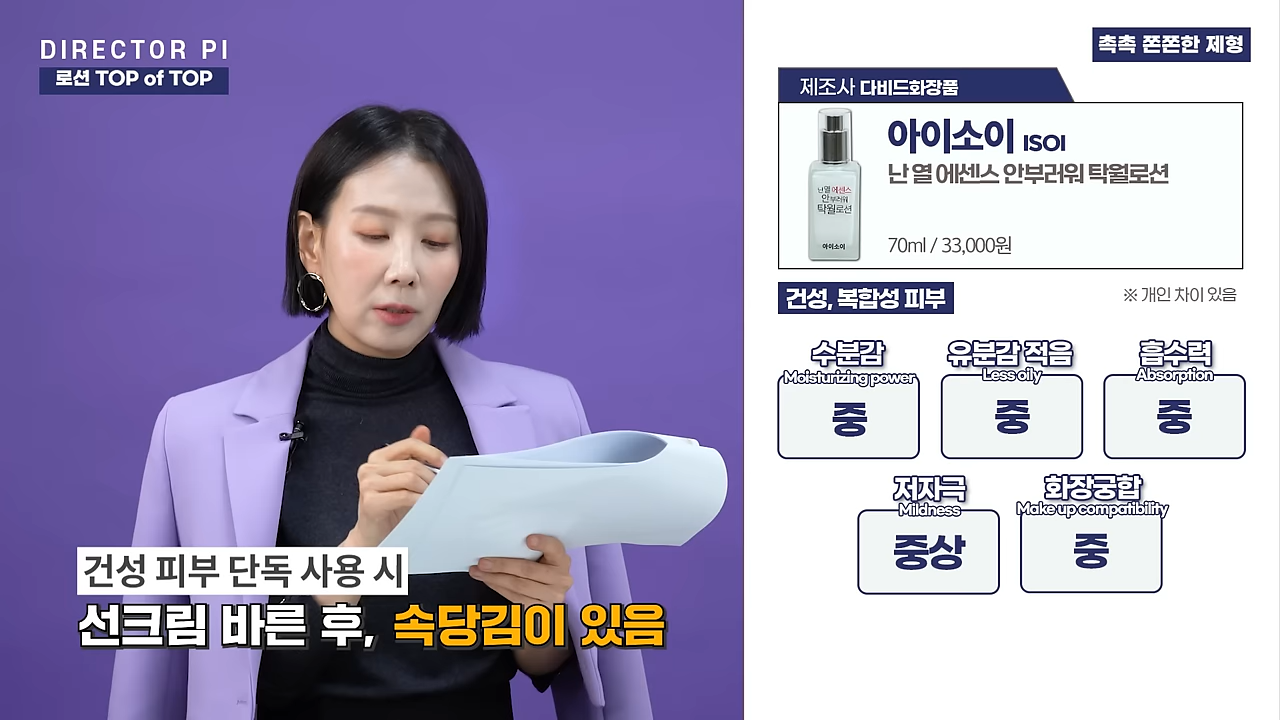 DIRECTOR PI
로션 TOP of TOP
건성 피부 단독 사용 시
선크림 바른 후, 속당김이 있음
촉촉 쫀쫀한 제형
제조사 다비드화장품
아이소이 ISOI
난 열 에센스 안부러워 탁월로션
70ml / 33,000원
난 열 에센스
안부러워
탁월로션
아이소이
건성, 복합성 피부
※ 개인 차이 있음
수분감 유분감 적음 흡수력
Moisturizing power Less oily Absorption
중 중 중
저자극 화장궁합
Mildness Make up compatibility
중상 중